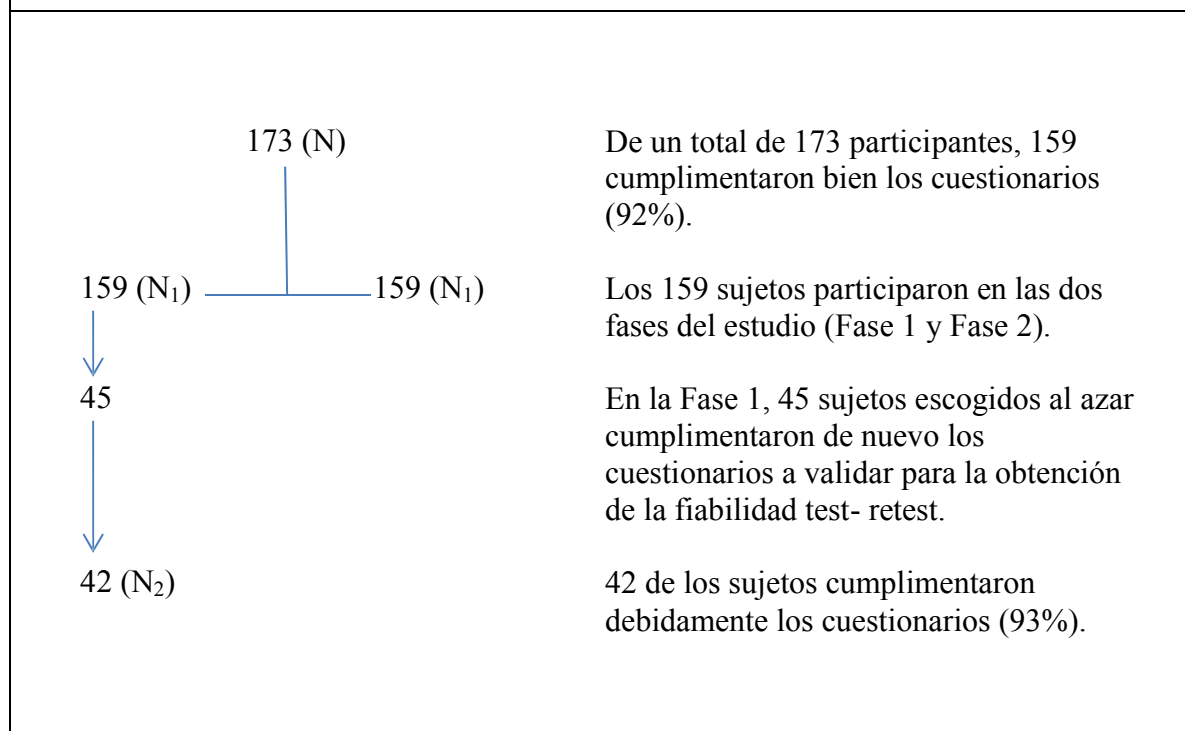 173 (N)
De un total de 173 participantes, 159
cumplimentaron bien los cuestionarios
(92%).
159 (N₁) 159 (N₁)
Los 159 sujetos participaron en las dos
fases del estudio (Fase 1 y Fase 2).
45
En la Fase 1, 45 sujetos escogidos al azar
cumplimentaron de nuevo los
cuestionarios a validar para la obtención
de la fiabilidad test- retest.
42 (N₂)
42 de los sujetos cumplimentaron
debidamente los cuestionarios (93%).